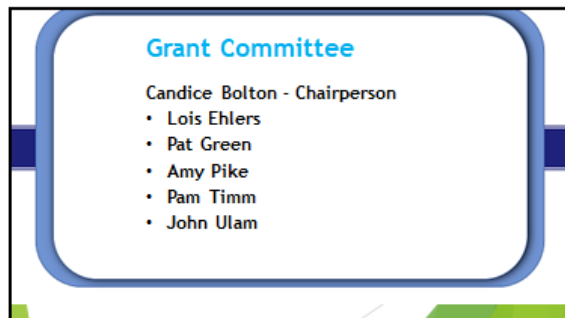 Grant Committee
Candice Bolton - Chairperson
• Lois Ehlers
• Pat Green
• Amy Pike
• Pam Timm
• John Ulam